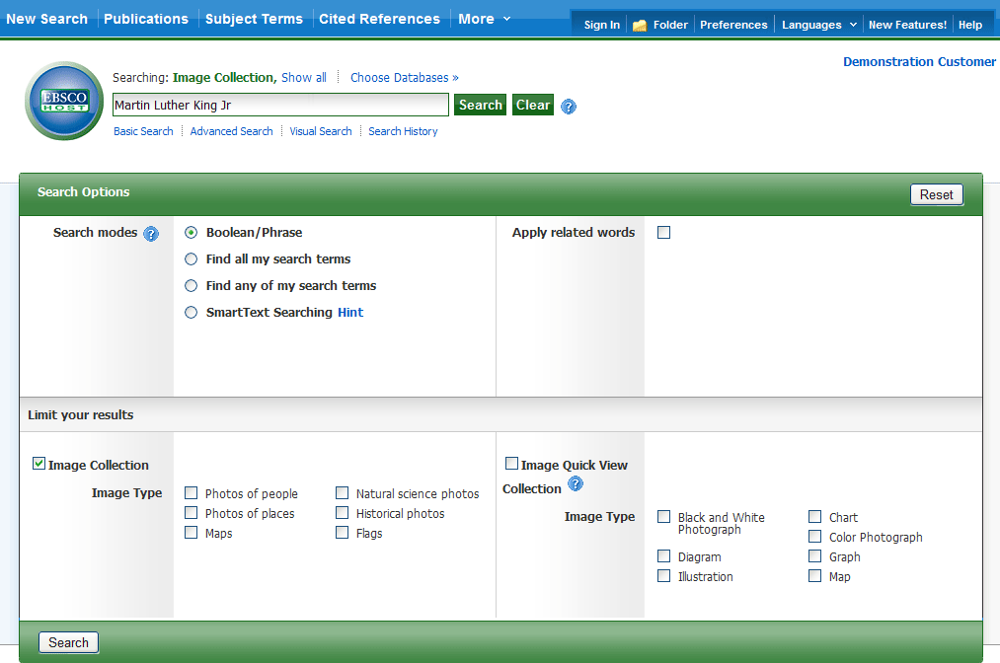 New Search Publications Subject Terms Cited References More
Sign In Folder Preferences Languages New Features! Help
Demonstration Customer
EBSCO
HOST
Searching: Image Collection, Show all Choose Databases »
Martin Luther King Jr Search Clear ?
Basic Search Advanced Search Visual Search Search History
Search Options Reset
Search modes ? Boolean/Phrase Apply related words
Find all my search terms
Find any of my search terms
SmartText Searching Hint
Limit your results
Image Collection
Image Type
Photos of people Natural science photos
Photos of places Historical photos
Maps Flags
Image Quick View
Collection ?
Image Type
Black and White
Photograph
Chart
Color Photograph
Diagram Graph
Illustration Map
Search